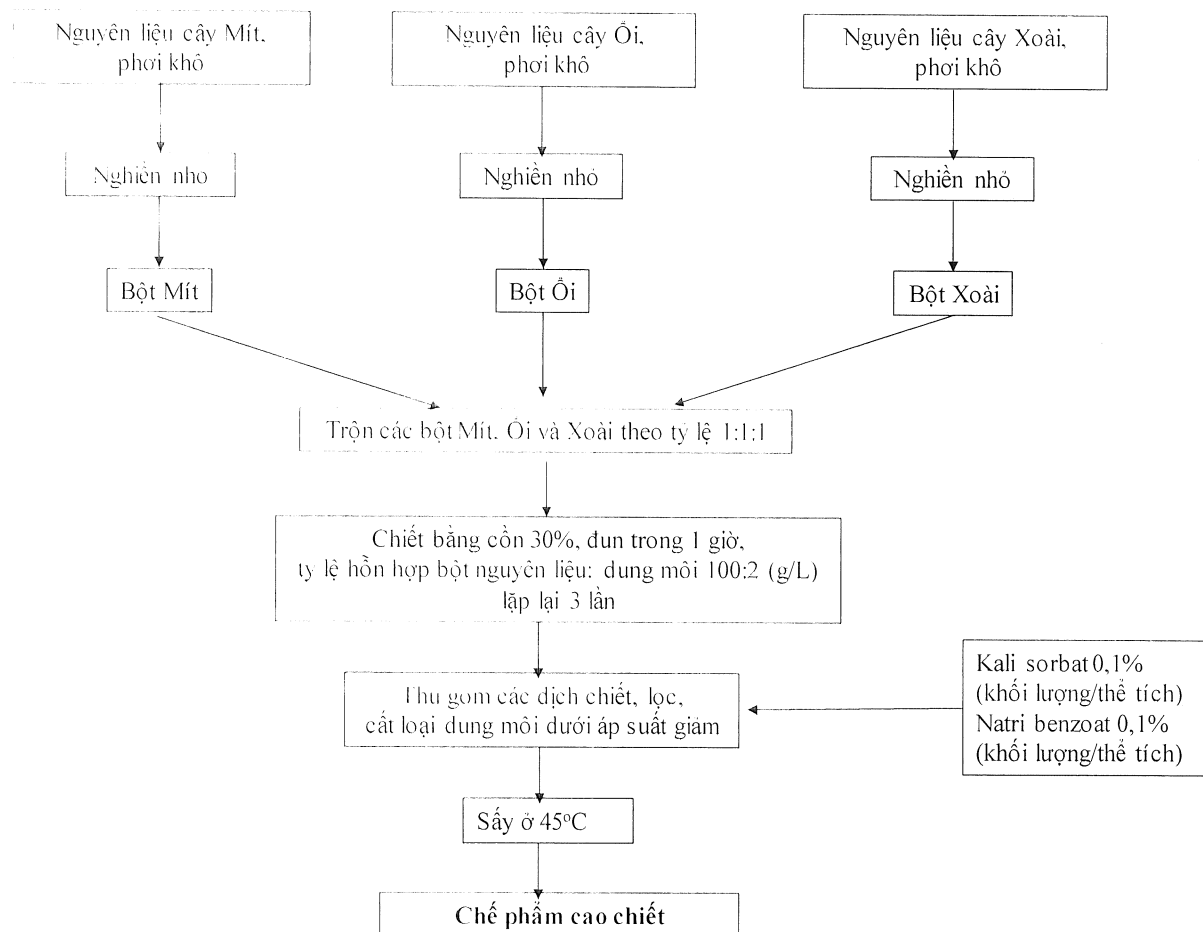 Nguyên liệu cây Mít,
phơi khô
Nguyên liệu cây Ổi,
phơi khô
Nguyên liệu cây Xoài,
phơi khô
Nghiền nho
Nghiền nhỏ
Nghiền nhỏ
Bột Mít
Bột Ổi
Bột Xoài
Trộn các bột Mít, Ổi và Xoài theo tỷ lệ 1:1:1
Chiết bằng cồn 30%, đun trong 1 giờ,
tỷ lệ hỗn hợp bột nguyên liệu: dung môi 100:2 (g/L)
lặp lại 3 lần
Thu gom các dịch chiết, lọc,
cất loại dung môi dưới áp suất giảm
Kali sorbat 0,1%
(khối lượng/thể tích)
Natri benzoat 0,1%
(khối lượng/thể tích)
Sấy ở 45°C
Chế phẩm cao chiết